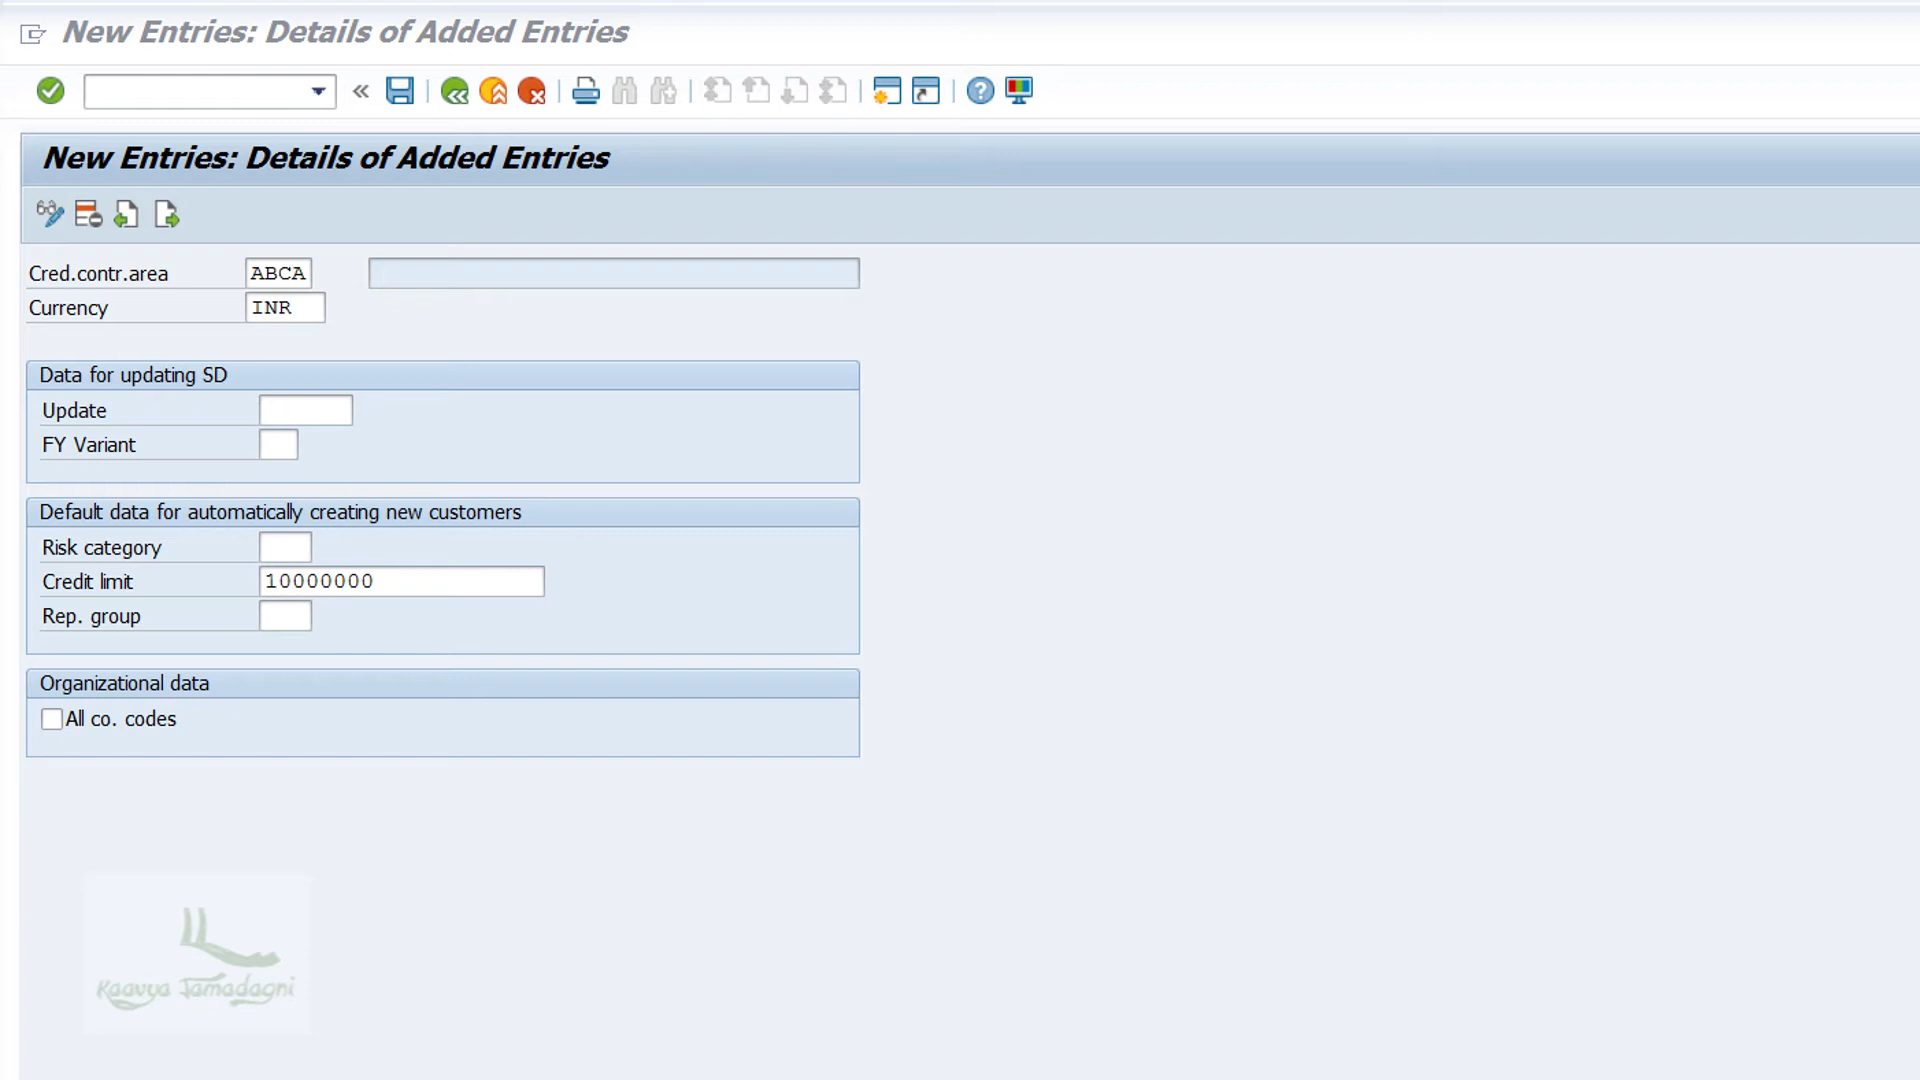 New Entries: Details of Added Entries
New Entries: Details of Added Entries
Cred.contr.area ABCA
Currency INR
Data for updating SD
Update
FY Variant
Default data for automatically creating new customers
Risk category
Credit limit 10000000
Rep. group
Organizational data
All co. codes
Kaavya Jamadagni